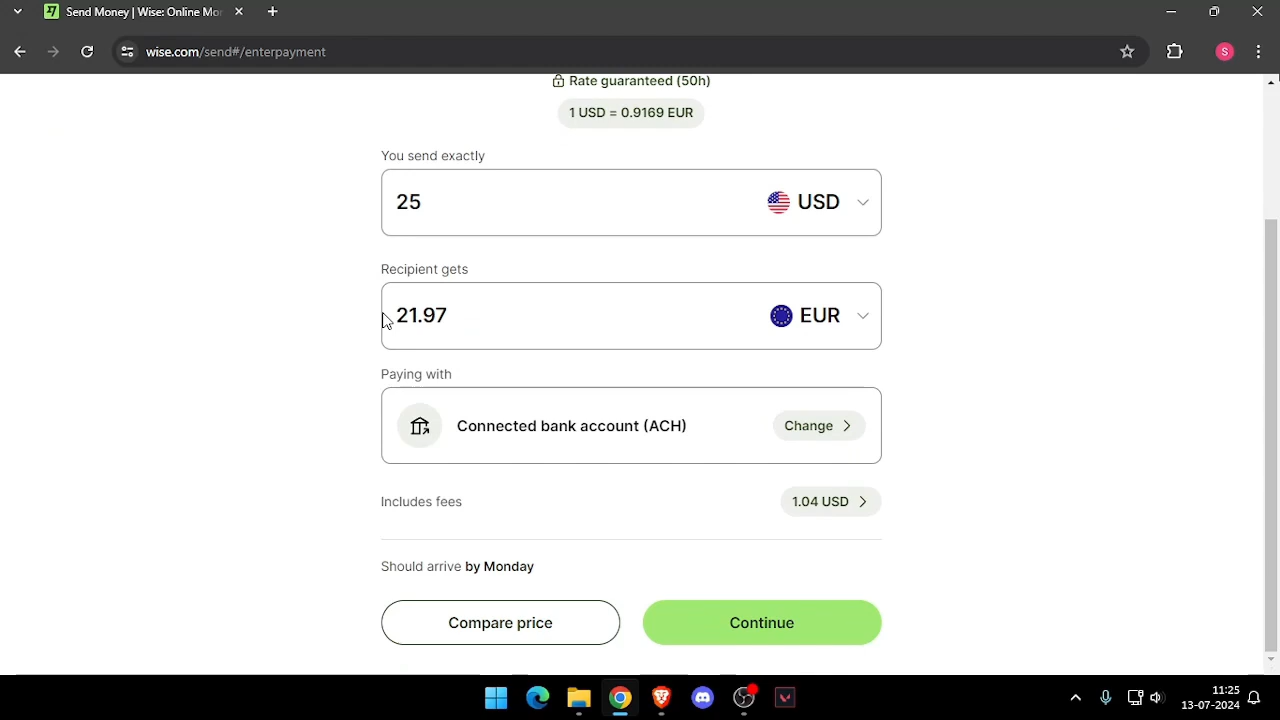 Send Money | Wise: Online Mo
wise.com/send#/enterpayment
S
Rate guaranteed (50h)
1 USD = 0.9169 EUR
You send exactly
25
USD
Recipient gets
21.97
EUR
Paying with
Connected bank account (ACH)
Change
Includes fees
1.04 USD
Should arrive by Monday
Compare price
Continue
11:25
13-07-2024